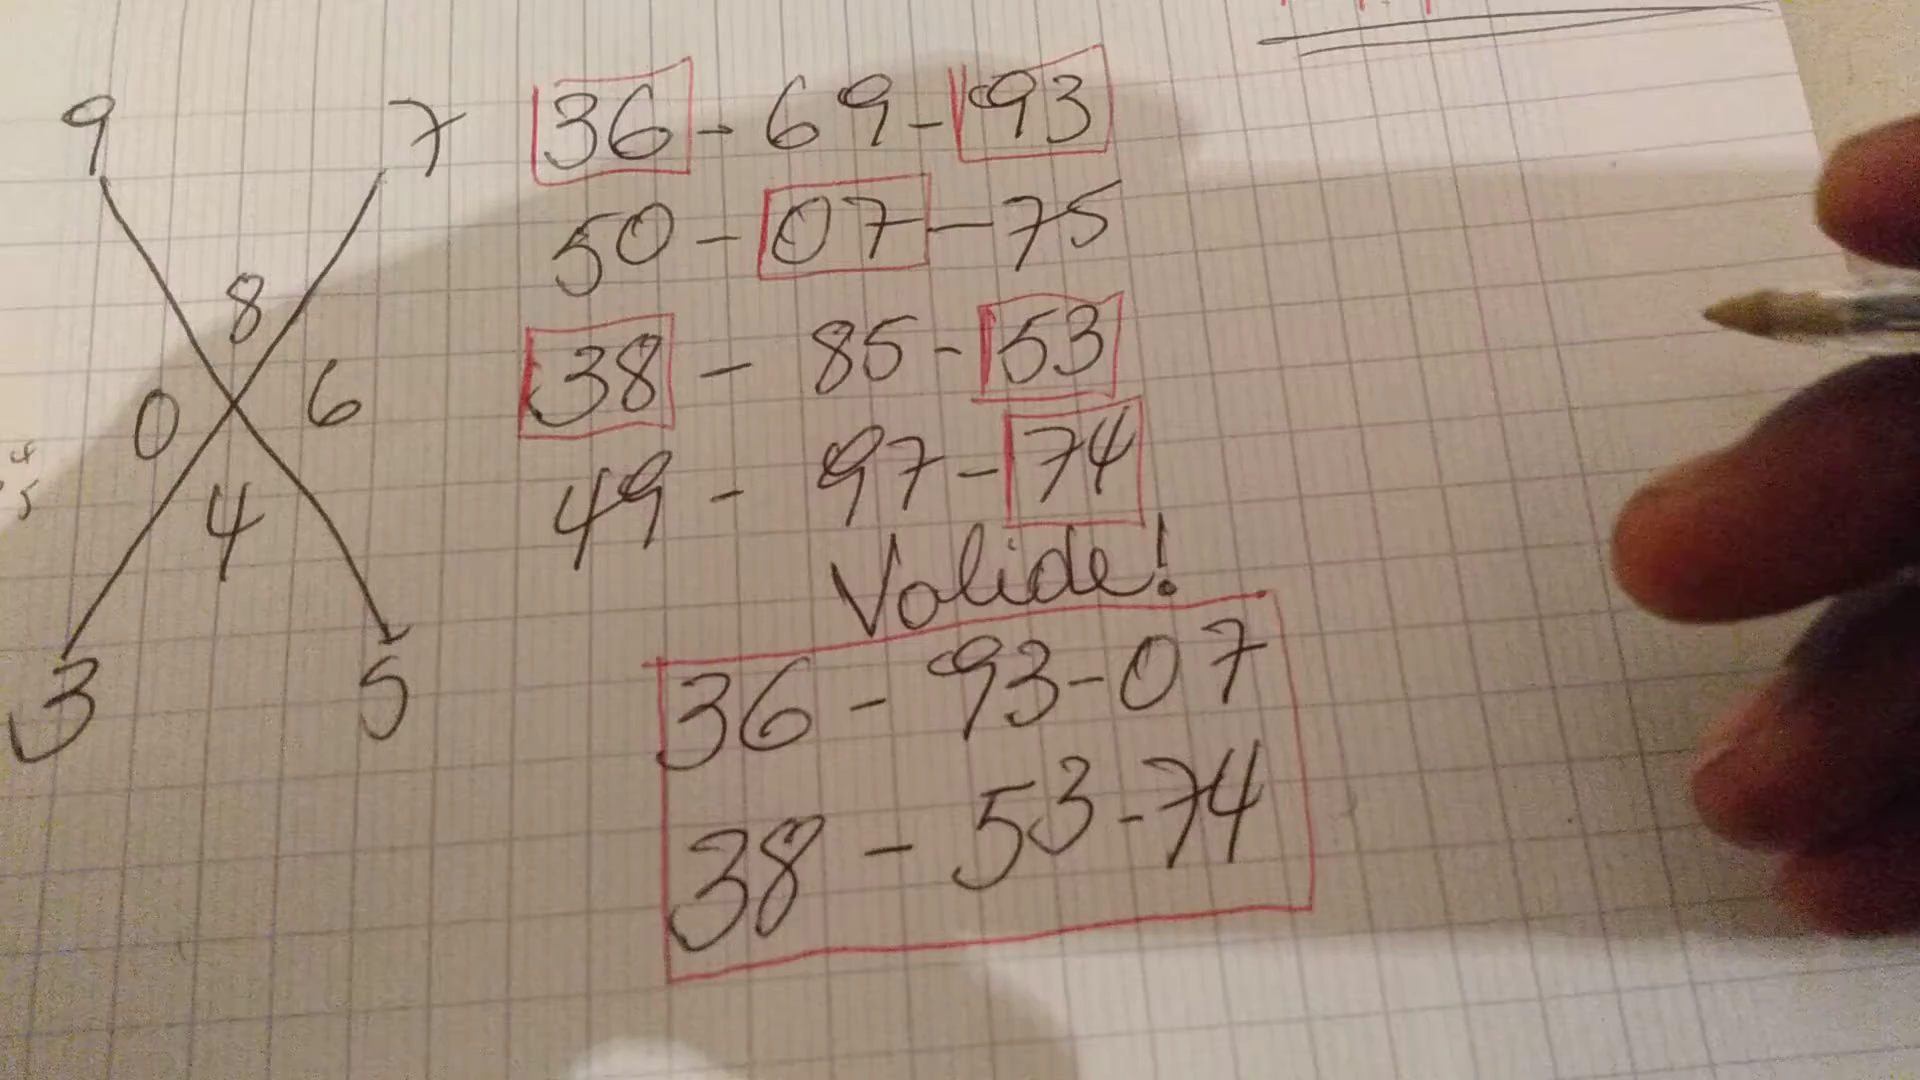 9 7
8
0 6
4
3 5
36 - 69 - 93
50 - 07 - 75
38 - 85 - 53
49 - 97 - 74
Valide!
36 - 93 - 07
38 - 53 - 74